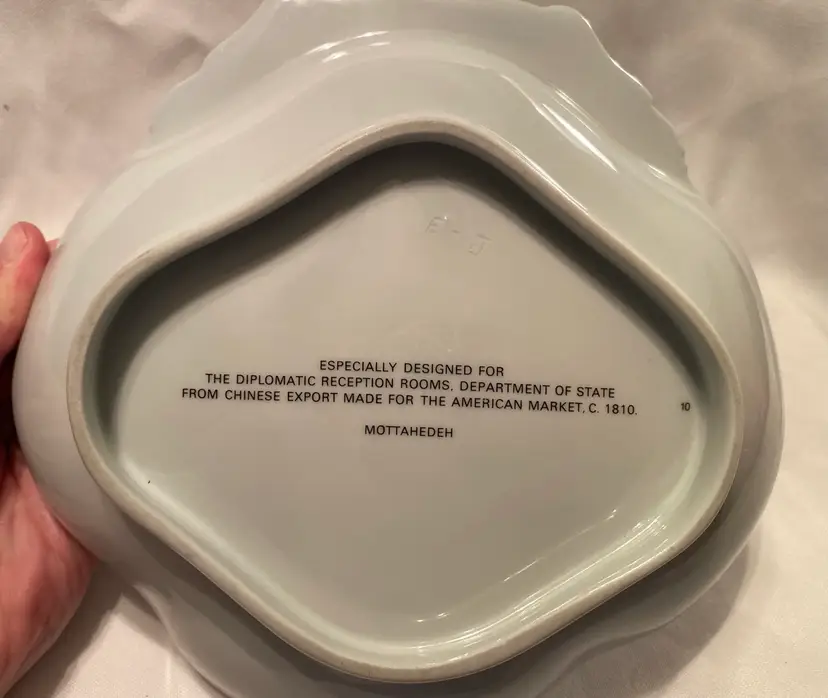 E-J
ESPECIALLY DESIGNED FOR
THE DIPLOMATIC RECEPTION ROOMS, DEPARTMENT OF STATE
FROM CHINESE EXPORT MADE FOR THE AMERICAN MARKET, C. 1810.
10
MOTTAHEDEH